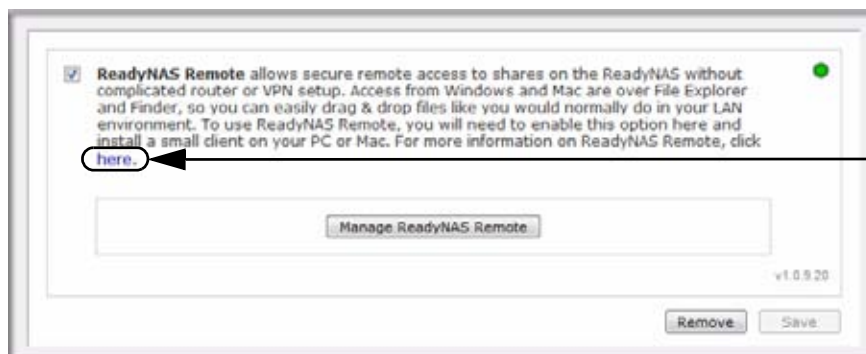 ReadyNAS Remote allows secure remote access to shares on the ReadyNAS without
complicated router or VPN setup. Access from Windows and Mac are over File Explorer
and Finder, so you can easily drag & drop files like you would normally do in your LAN
environment. To use ReadyNAS Remote, you will need to enable this option here and
install a small client on your PC or Mac. For more information on ReadyNAS Remote, click
here.
Manage ReadyNAS Remote
v1.0.9.20
Remove Save